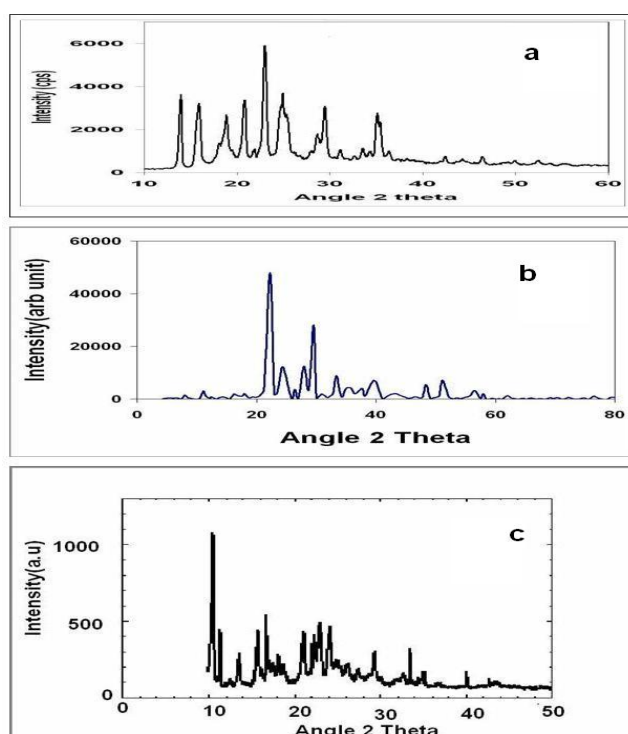 a
6000
4000
2000
0
Intensity (cps)
10 20 30 40 50 60
Angle 2 theta
b
60000
40000
20000
0
Intensity(arb unit)
0 20 40 60 80
Angle 2 Theta
c
1000
500
0
Intensity(a.u)
0 10 20 30 40 50
Angle 2 Theta